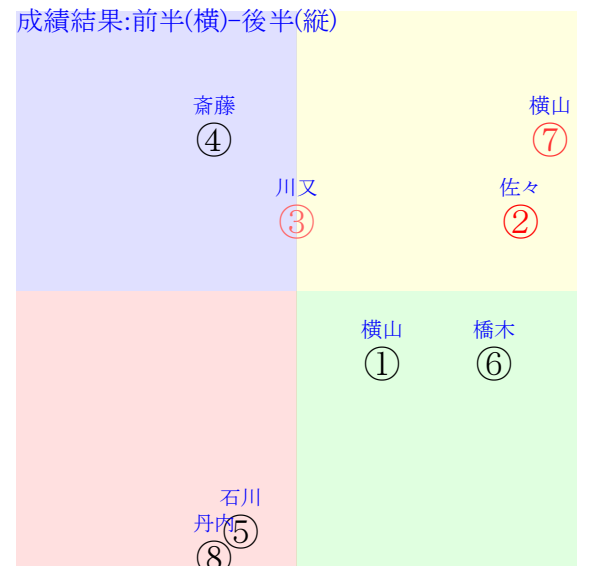 成績結果:前半(横)-後半(縦)
斎藤
④
横山
⑦
川又
③
佐々
②
横山
①
橋木
⑥
石川
⑤
丹内
⑧